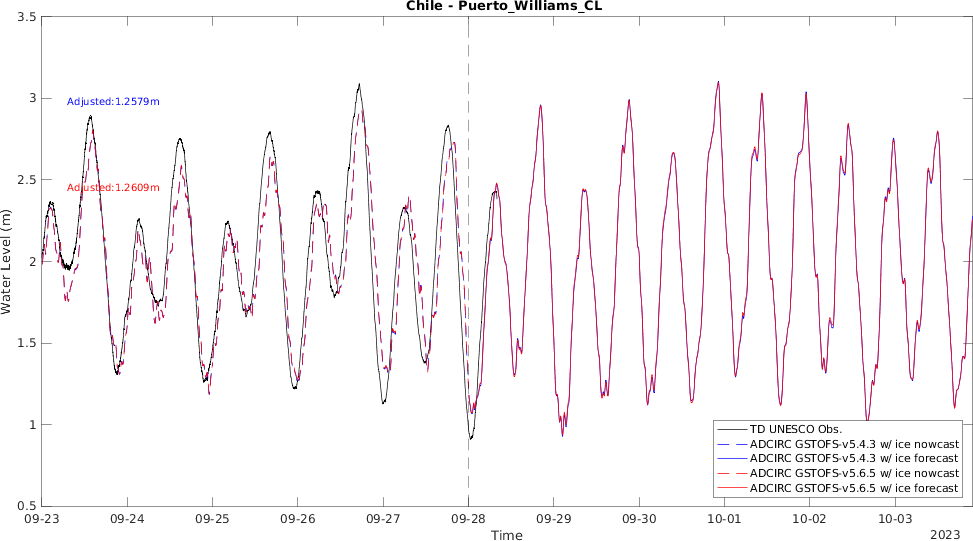 Chile - Puerto_Williams_CL
3.5
3
2.5
2
1.5
1
0.5
Water Level (m)
Adjusted:1.2579m
Adjusted:1.2609m
TD UNESCO Obs.
ADCIRC GSTOFS-v5.4.3 w/ ice nowcast
ADCIRC GSTOFS-v5.4.3 w/ ice forecast
ADCIRC GSTOFS-v5.6.5 w/ ice nowcast
ADCIRC GSTOFS-v5.6.5 w/ ice forecast
09-23 09-24 09-25 09-26 09-27 09-28 09-29 09-30 10-01 10-02 10-03
Time
2023